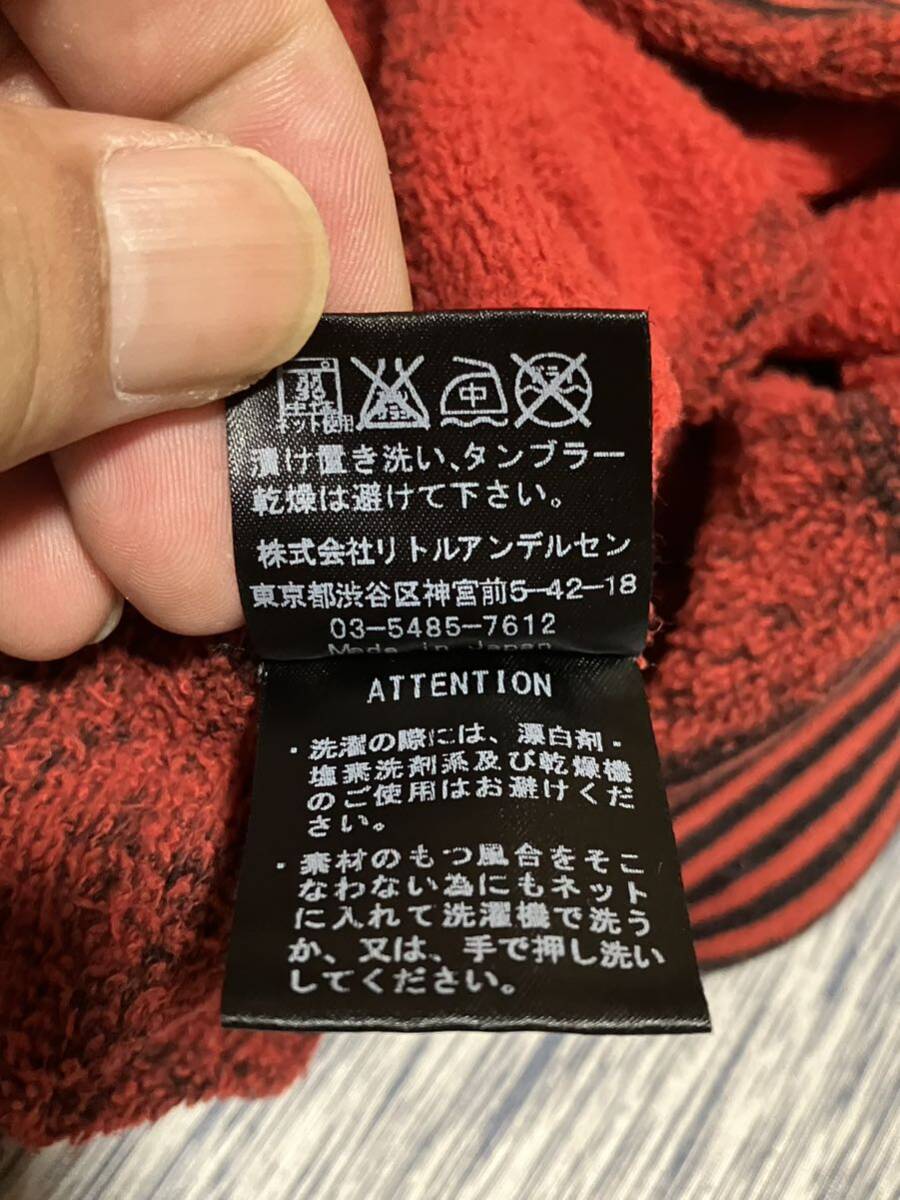 中
ネット使用
漬け置き洗い、タンブラー
乾燥は避けて下さい。
株式会社リトルアンデルセン
東京都渋谷区神宮前5-42-18
03-5485-7612
Made in Japan
ATTENTION
・洗濯の際には、漂白剤・
塩素洗剤系及び乾燥機
のご使用はお避けくだ
さい。
・素材のもつ風合をそこ
なわない為にもネット
に入れて洗濯機で洗う
か、又は、手で押し洗い
してください。